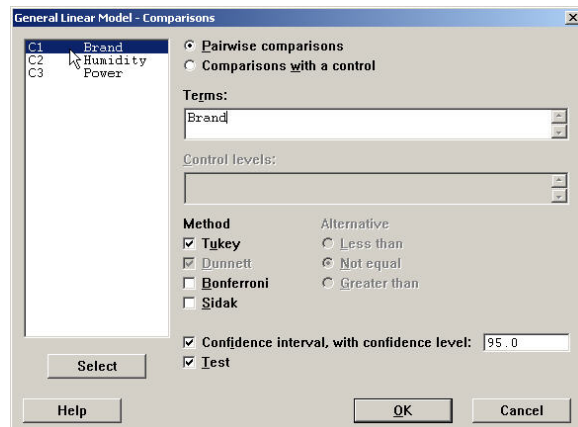 General Linear Model - Comparisons
C1 Brand
C2 Humidity
C3 Power
Pairwise comparisons
Comparisons with a control
Terms:
Brand
Control levels:
Method
Tukey
Dunnett
Bonferroni
Sidak
Alternative
Less than
Not equal
Greater than
Confidence interval, with confidence level: 95.0
Test
Select
Help
OK
Cancel